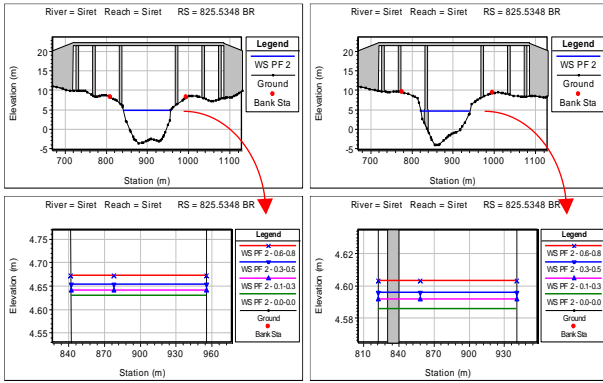 River = Siret Reach = Siret RS = 825.5348 BR
Elevation (m)
20
15
10
5
0
-5
700 800 900 1000 1100
Station (m)
Legend
WS PF 2
Ground
Bank Sta
River = Siret Reach = Siret RS = 825.5348 BR
Elevation (m)
20
15
10
5
0
-5
700 800 900 1000 1100
Station (m)
Legend
WS PF 2
Ground
Bank Sta
River = Siret Reach = Siret RS = 825.5348 BR
Elevation (m)
4.75
4.70
4.65
4.60
4.55
840 870 900 930 960
Station (m)
Legend
WS PF 2 - 0.6-0.8
WS PF 2 - 0.3-0.5
WS PF 2 - 0.1-0.3
WS PF 2 - 0.0-0.0
Ground
Bank Sta
River = Siret Reach = Siret RS = 825.5348 BR
Elevation (m)
4.62
4.60
4.58
810 840 870 900 930
Station (m)
Legend
WS PF 2 - 0.6-0.8
WS PF 2 - 0.3-0.5
WS PF 2 - 0.1-0.3
WS PF 2 - 0.0-0.0
Ground
Bank Sta